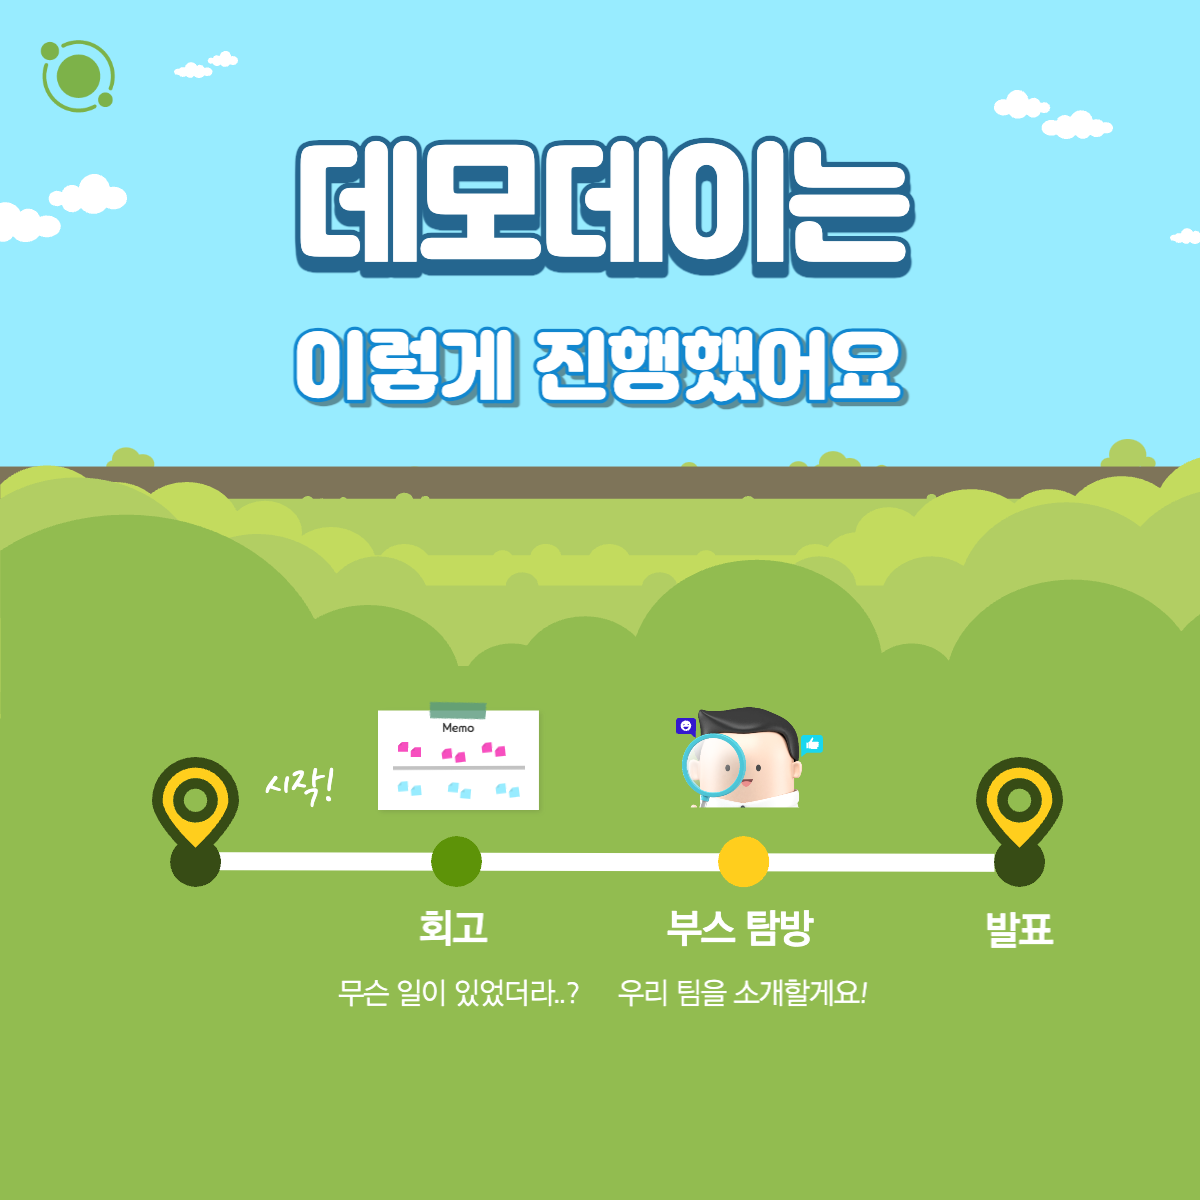 데모데이는
이렇게 진행했어요
시작!
Memo
회고
부스 탐방
발표
무슨 일이 있었더라..?
우리 팀을 소개할게요!